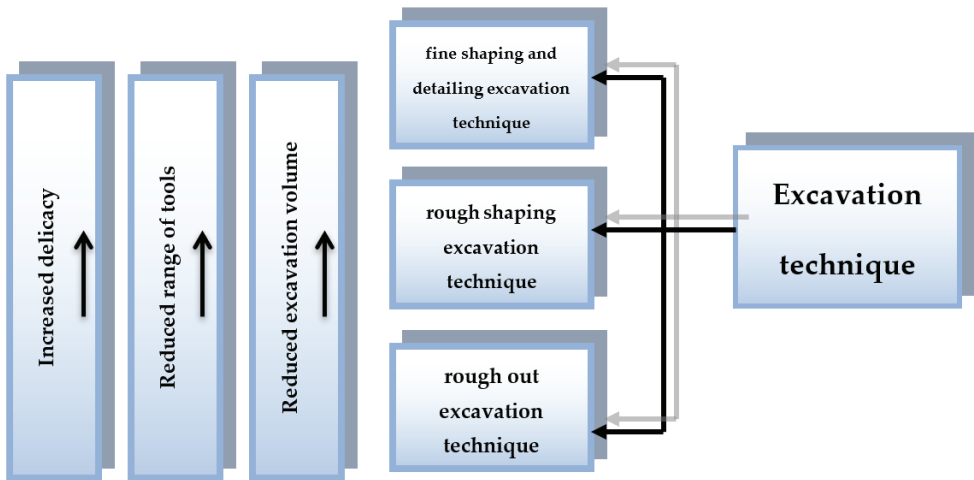 Increased delicacy
Reduced range of tools
Reduced excavation volume
fine shaping and
detailing excavation
technique
rough shaping
excavation
technique
rough out
excavation
technique
Excavation
technique